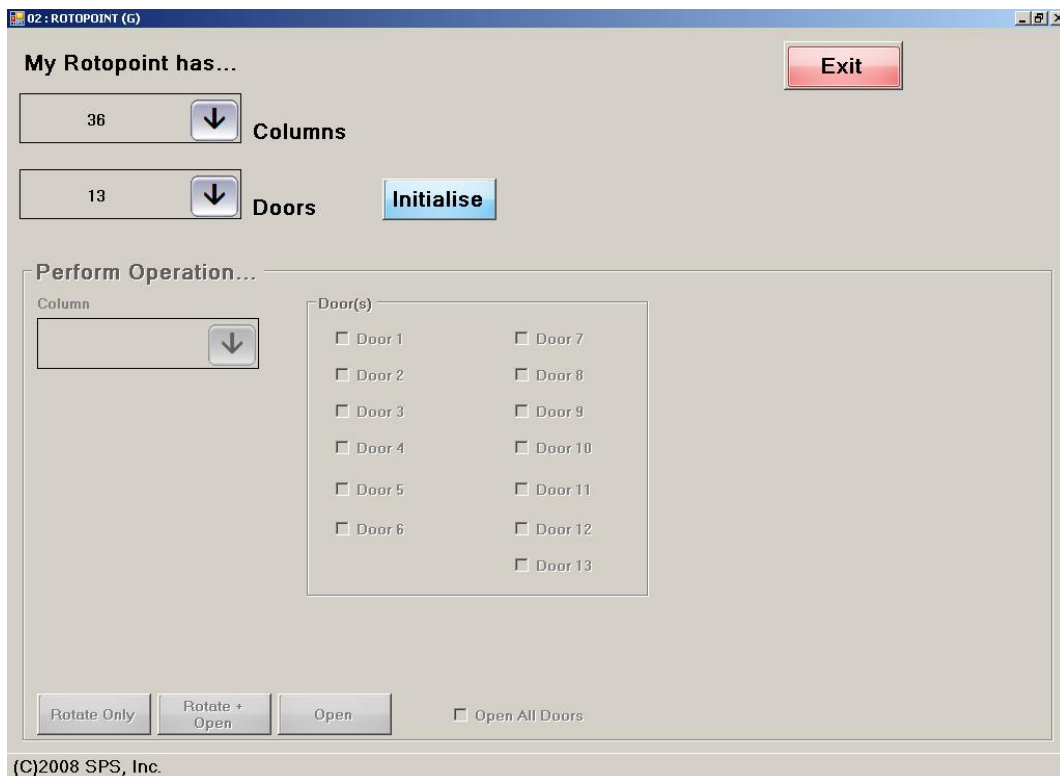 02 : ROTOPOINT (G)
My Rotopoint has...
Exit
36
Columns
13
Doors
Initialise
Perform Operation...
Column
Door(s)
Door 1
Door 7
Door 2
Door 8
Door 3
Door 9
Door 4
Door 10
Door 5
Door 11
Door 6
Door 12
Door 13
Rotate Only
Rotate +
Open
Open
Open All Doors
(C)2008 SPS, Inc.